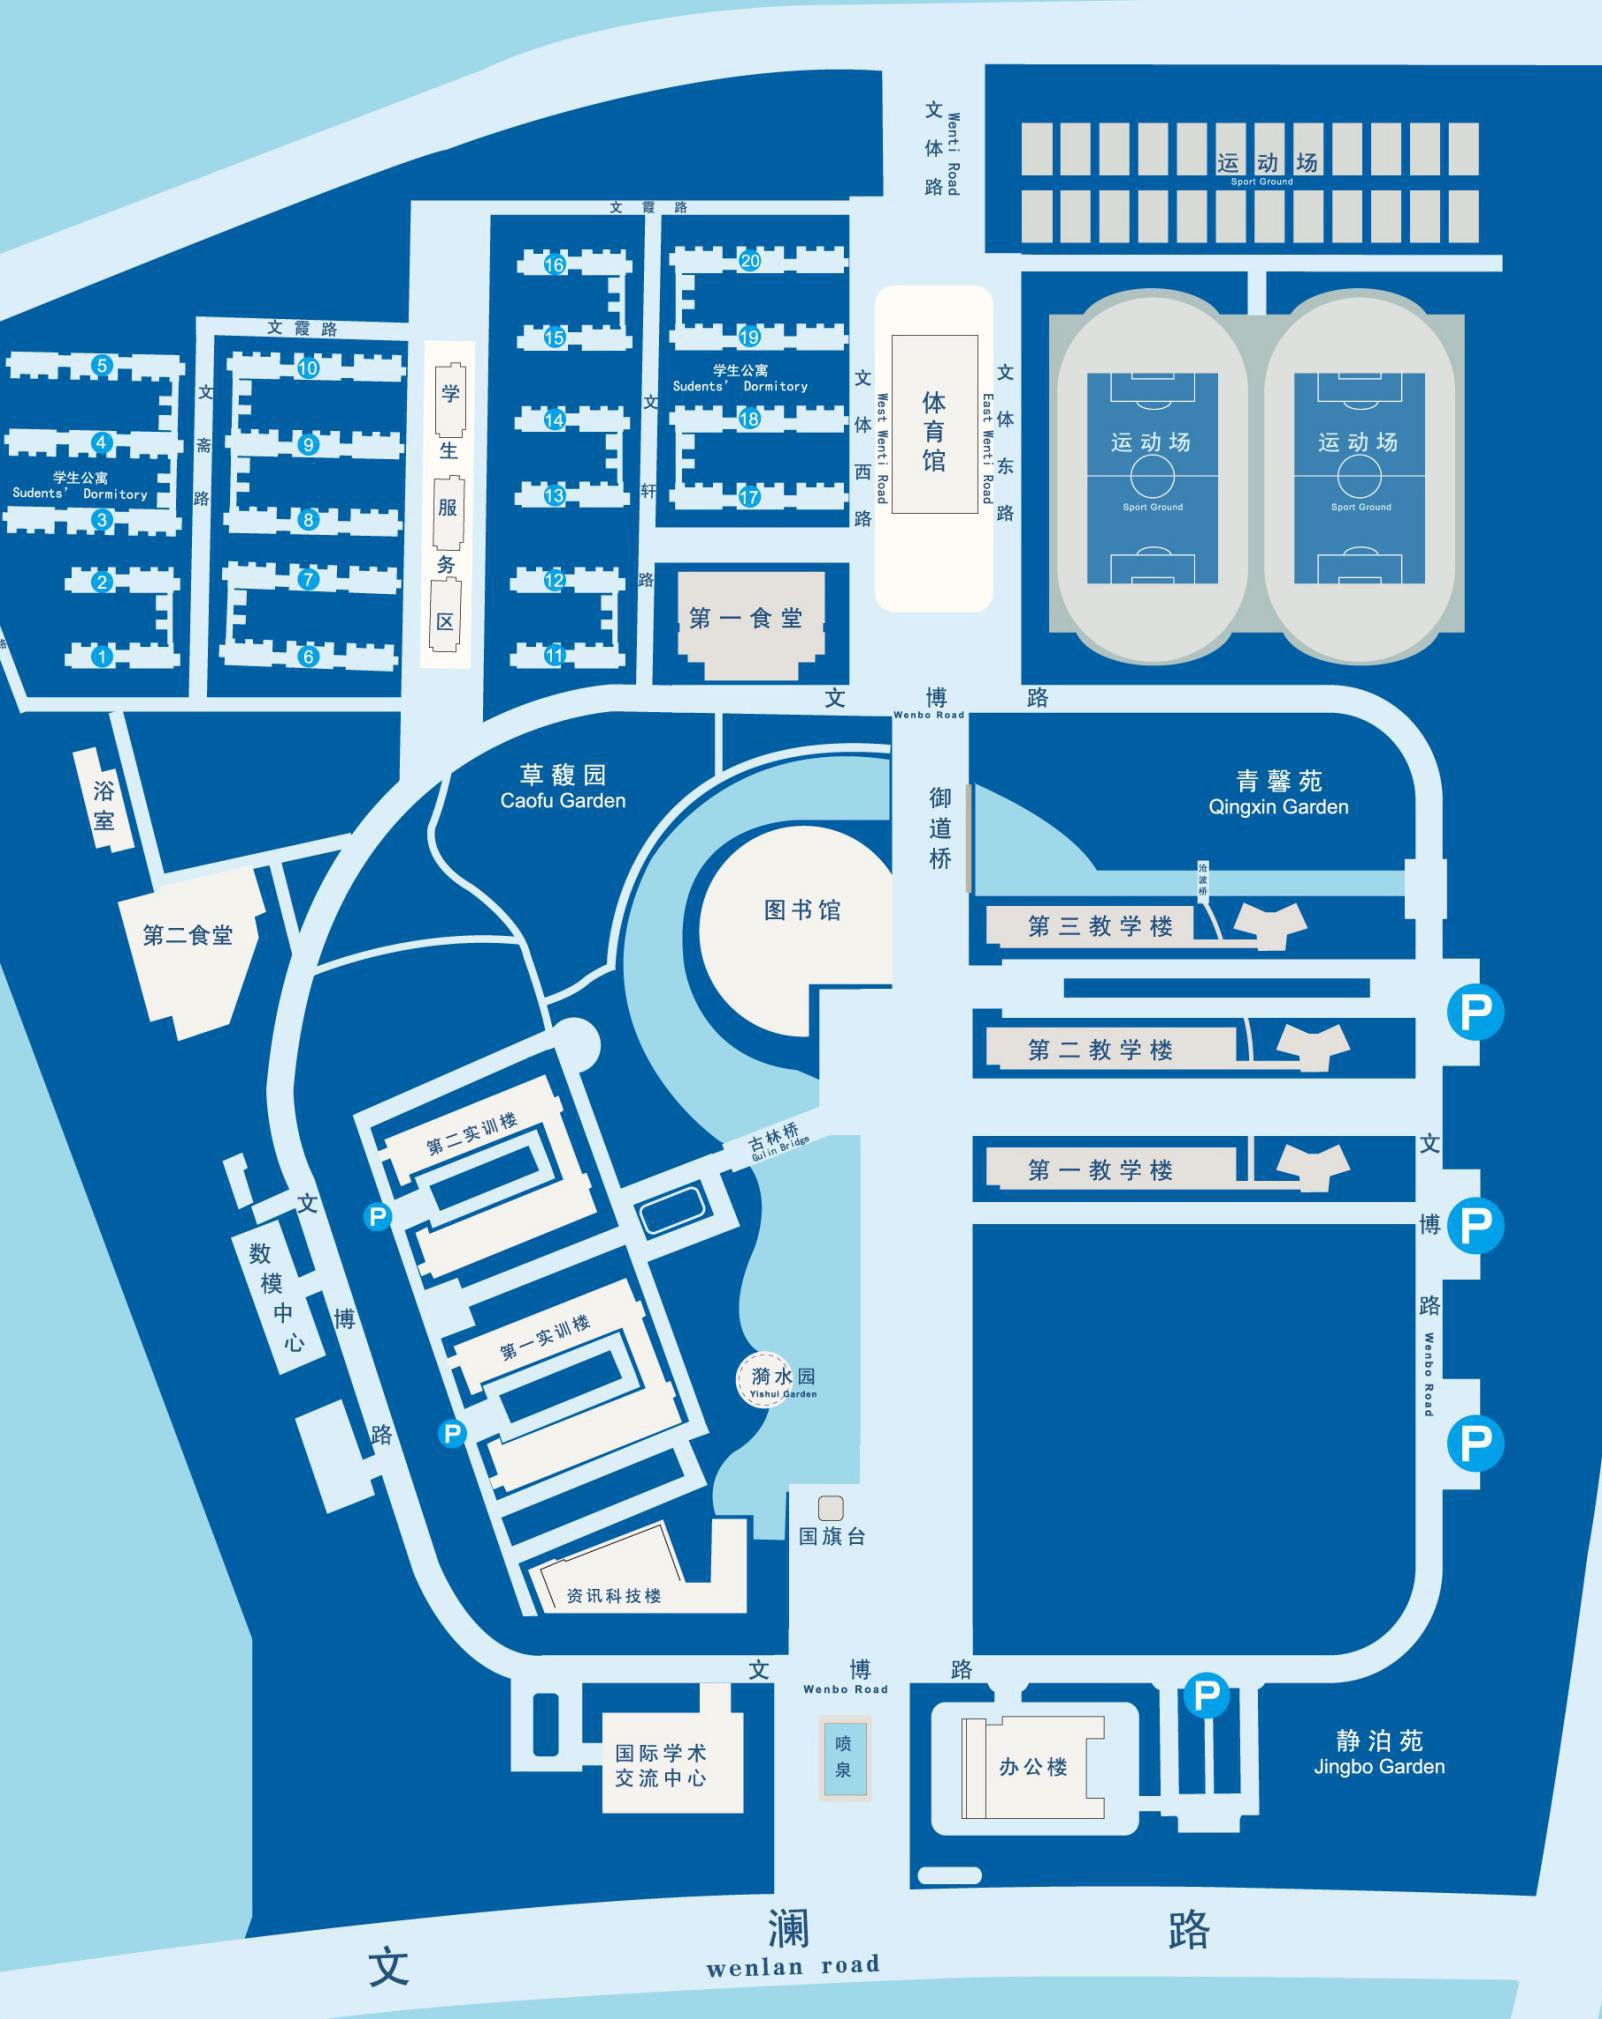 文体路
Wenti Road
运动场
Sport Ground
文霞路
16
20
15
19
学生公寓
Sudents' Dormitory
14
18
13
17
12
11
文轩路
文霞路
5
10
4
9
学生公寓
Sudents' Dormitory
3
8
2
7
1
6
文斋路
学生服务区
文体西路
West Wenti Road
体育馆
文体东路
East Wenti Road
运动场
Sport Ground
运动场
Sport Ground
第一食堂
文博路
Wenbo Road
草馥园
Caofu Garden
御道桥
青馨苑
Qingxin Garden
浴室
第二食堂
图书馆
沧波桥
第三教学楼
P
第二教学楼
第一教学楼
古林桥
Gulin Bridge
第二实训楼
P
文博路
Wenbo Road
P
P
数模中心
文博路
第一实训楼
P
漪水园
Yishui Garden
国旗台
资讯科技楼
文博路
Wenbo Road
P
国际学术
交流中心
喷泉
办公楼
静泊苑
Jingbo Garden
文澜路
wenlan road